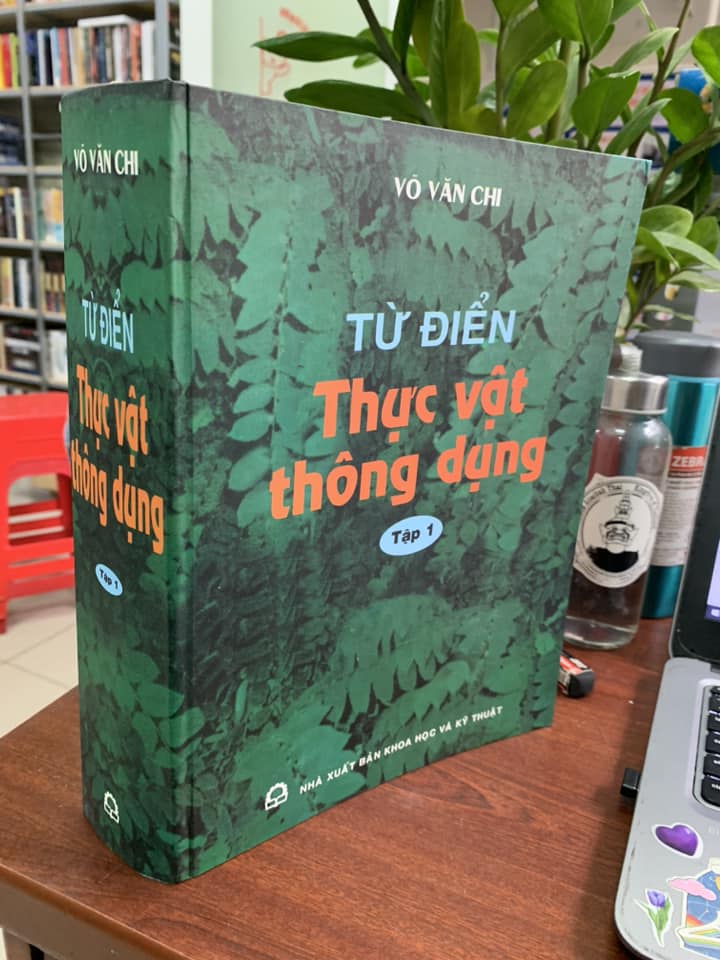 VÕ VĂN CHI
TỪ ĐIỂN
Thực vật
thông dụng
Tập 1
VÕ VĂN CHI
TỪ ĐIỂN
Thực vật
thông dụng
Tập 1
NHÀ XUẤT BẢN KHOA HỌC VÀ KỸ THUẬT
ZEBR